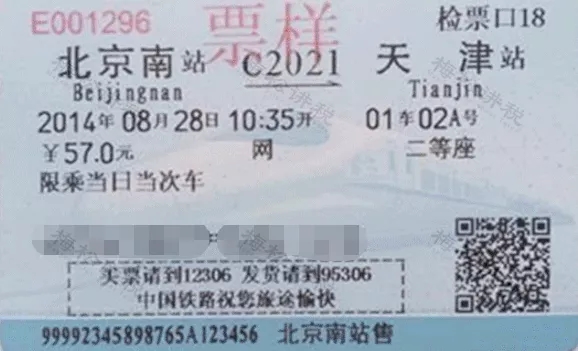 E001296 票样 检票口18
北京南站 C2021 天津站
Beijingnan Tianjin
2014年08月28日10:35开 01车02A号
¥57.0元 网 二等座
限乘当日当次车
买票请到12306 发货请到95306
中国铁路祝您旅途愉快
99992345898765A123456 北京南站售